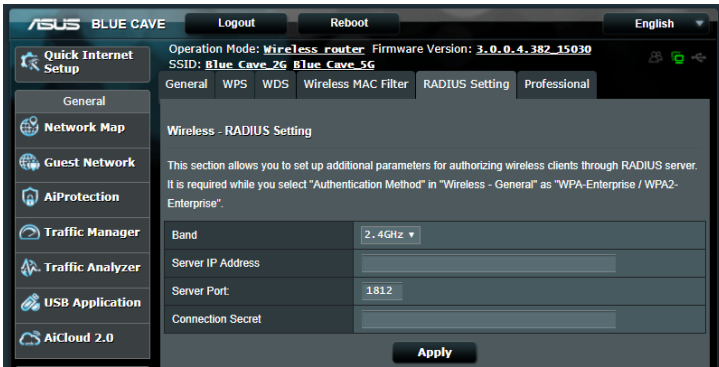 ASUS BLUE CAVE Logout Reboot English
Quick Internet Setup
Operation Mode: Wireless router Firmware Version: 3.0.0.4.382_15030
SSID: Blue Cave_2G Blue Cave_5G
General WPS WDS Wireless MAC Filter RADIUS Setting Professional
General
Network Map
Guest Network
AiProtection
Traffic Manager
Traffic Analyzer
USB Application
AiCloud 2.0
Wireless - RADIUS Setting
This section allows you to set up additional parameters for authorizing wireless clients through RADIUS server.
It is required while you select "Authentication Method" in "Wireless - General" as "WPA-Enterprise / WPA2-
Enterprise".
Band 2.4GHz
Server IP Address
Server Port: 1812
Connection Secret
Apply